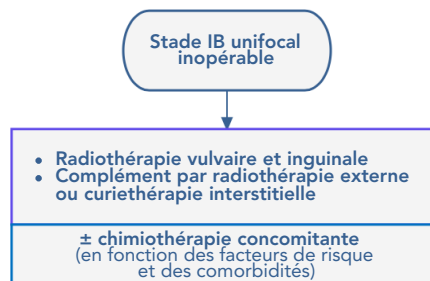 Stade IB unifocal
inopérable
• Radiothérapie vulvaire et inguinale
• Complément par radiothérapie externe
ou curiethérapie interstitielle
± chimiothérapie concomitante
(en fonction des facteurs de risque
et des comorbidités)